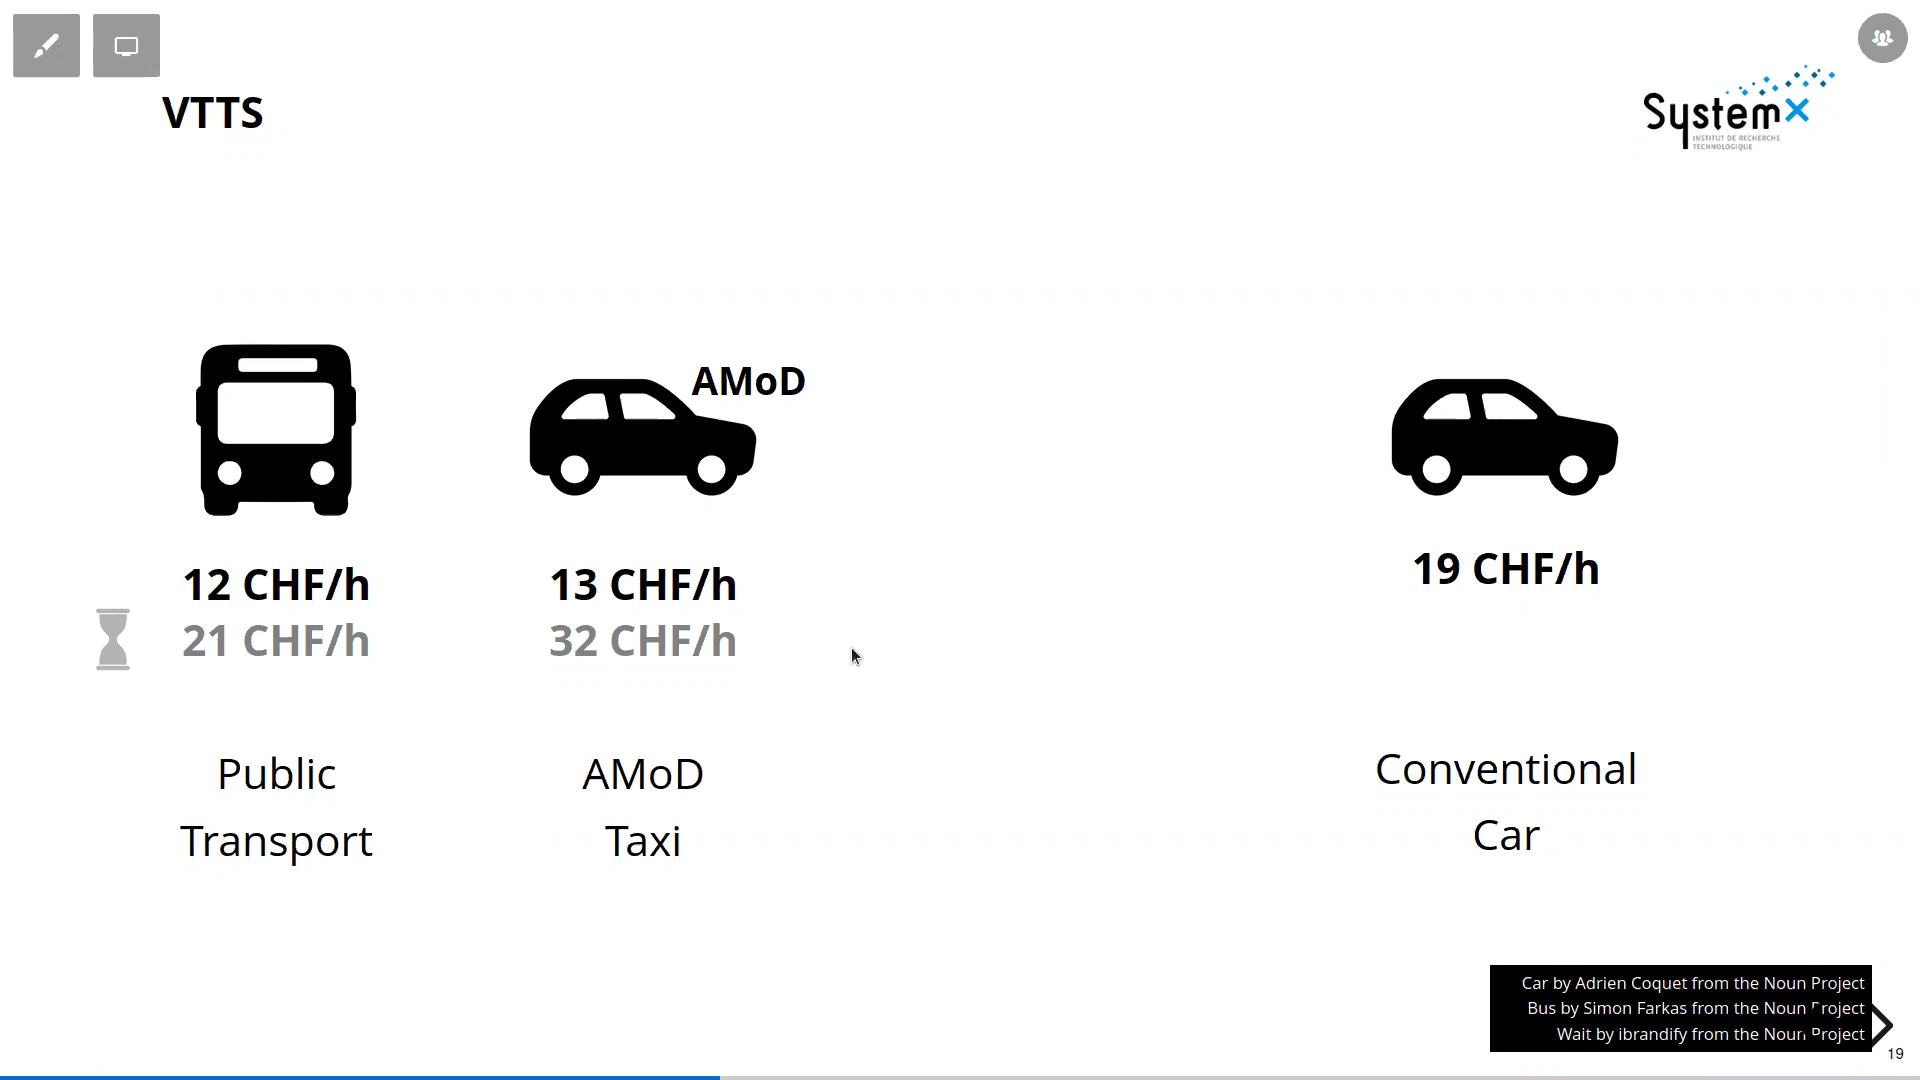 VTTS
SystemX
INSTITUT DE RECHERCHE
TECHNOLOGIQUE
AMoD
12 CHF/h
21 CHF/h
13 CHF/h
32 CHF/h
19 CHF/h
Public
Transport
AMoD
Taxi
Conventional
Car
Car by Adrien Coquet from the Noun Project
Bus by Simon Farkas from the Noun Project
Wait by ibrandify from the Noun Project
19